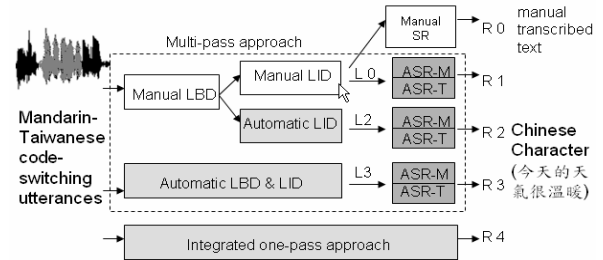 Multi-pass approach
Manual
SR
R 0
manual
transcribed
text
Manual LBD
Manual LID
L 0
ASR-M
ASR-T
R 1
Automatic LID
L2
ASR-M
ASR-T
R 2
Mandarin-
Taiwanese
code-
switching
utterances
Automatic LBD & LID
L3
ASR-M
ASR-T
R 3
Chinese
Character
(今天的天
氣很溫暖)
Integrated one-pass approach
R 4